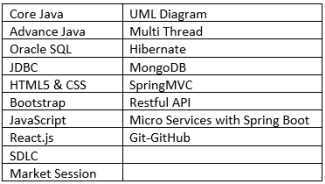 Core Java UML Diagram
Advance Java Multi Thread
Oracle SQL Hibernate
JDBC MongoDB
HTML5 & CSS SpringMVC
Bootstrap Restful API
JavaScript Micro Services with Spring Boot
React.js Git-GitHub
SDLC
Market Session